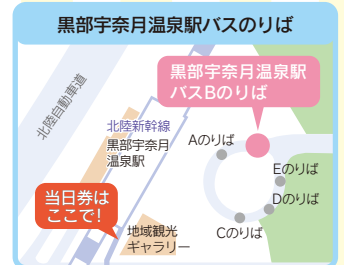 黒部宇奈月温泉駅バスのりば
黒部宇奈月温泉駅
バスBのりば
北陸自動車道
北陸新幹線
黒部宇奈月
温泉駅
Aのりば
Eのりば
Dのりば
Cのりば
当日券は
ここで!
地域観光
ギャラリー